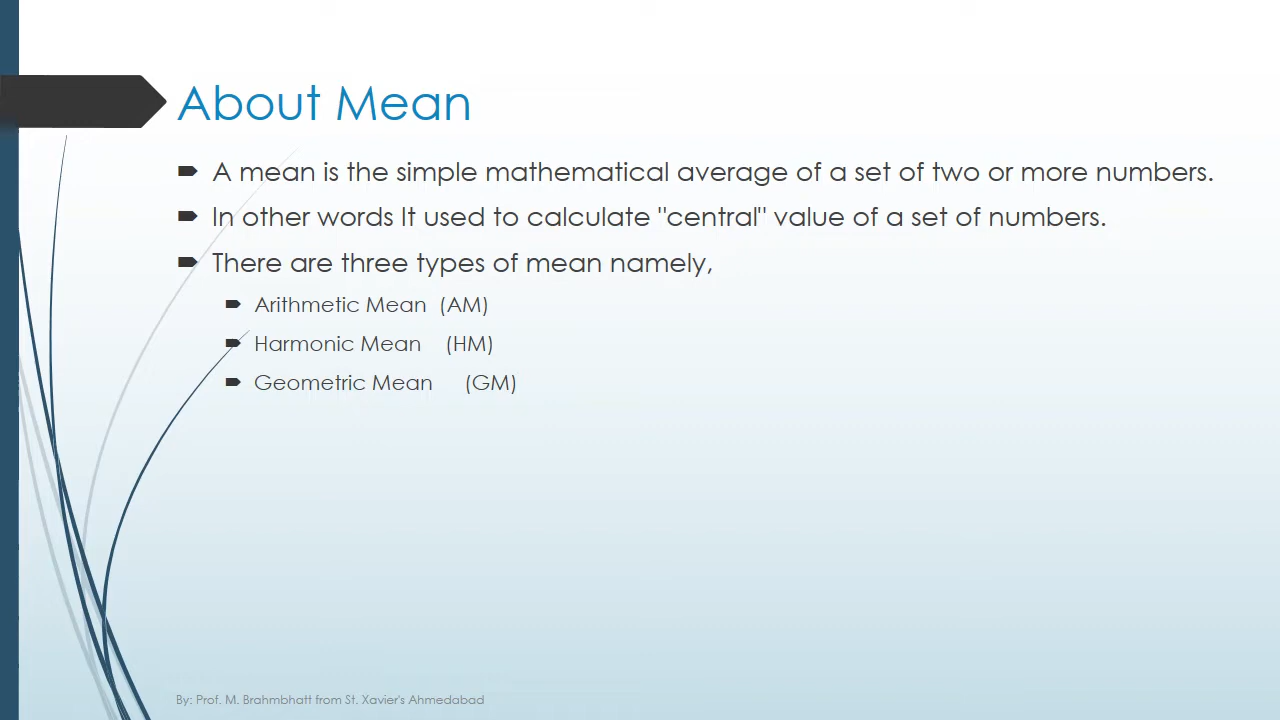 About Mean
A mean is the simple mathematical average of a set of two or more numbers.
In other words It used to calculate "central" value of a set of numbers.
There are three types of mean namely,
Arithmetic Mean (AM)
Harmonic Mean (HM)
Geometric Mean (GM)
By: Prof. M. Brahmbhatt from St. Xavier's Ahmedabad